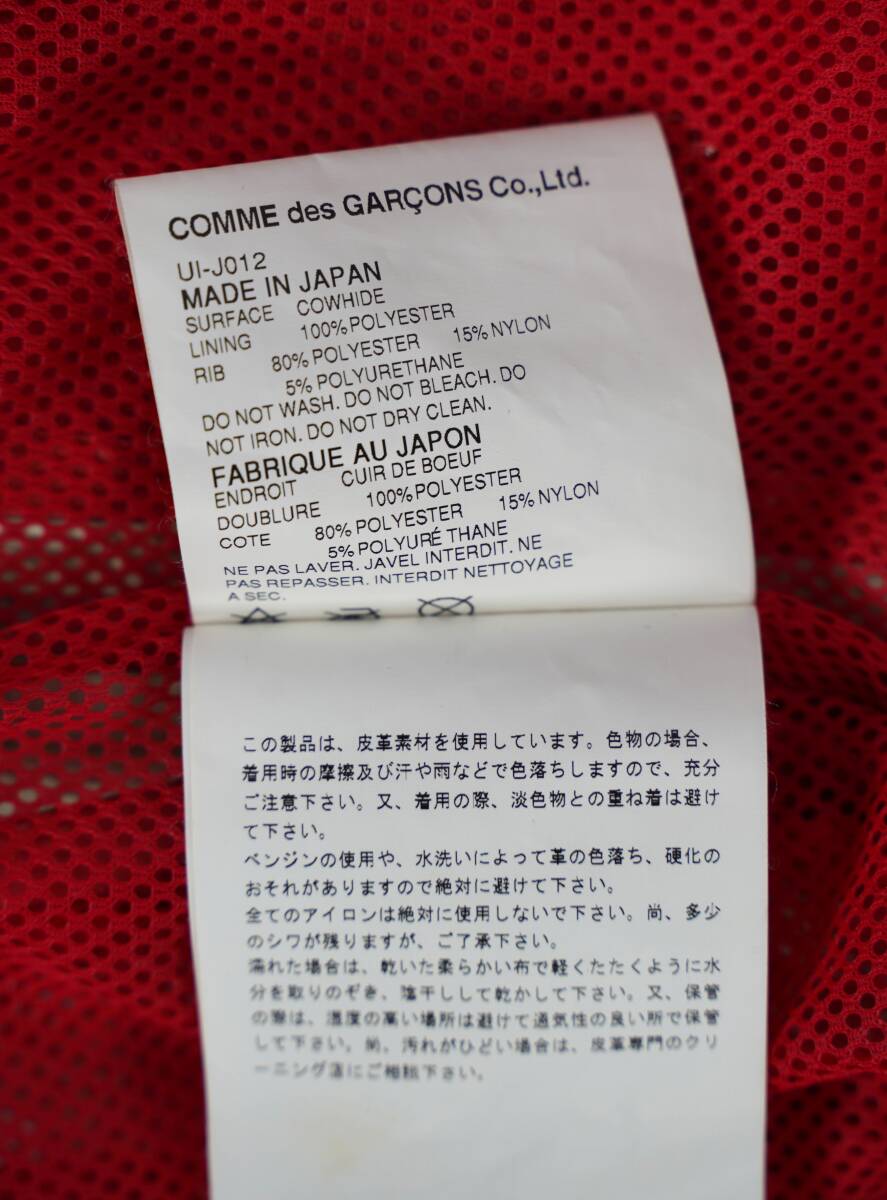 COMME des GARÇONS Co.,Ltd.
UI-J012
MADE IN JAPAN
SURFACE COWHIDE
LINING 100%POLYESTER
RIB 80%POLYESTER 15%NYLON
5%POLYURETHANE
DO NOT WASH. DO NOT BLEACH. DO
NOT IRON. DO NOT DRY CLEAN.
FABRIQUE AU JAPON
ENDROIT CUIR DE BOEUF
DOUBLURE 100%POLYESTER
COTE 80%POLYESTER 15%NYLON
5%POLYURÉ THANE
NE PAS LAVER. JAVEL INTERDIT. NE
PAS REPASSER. INTERDIT NETTOYAGE
A SEC.
この製品は、皮革素材を使用しています。色物の場合、
着用時の摩擦及び汗や雨などで色落ちしますので、充分
ご注意下さい。又、着用の際、淡色物との重ね着は避け
て下さい。
ベンジンの使用や、水洗いによって革の色落ち、硬化の
おそれがありますので絶対に避けて下さい。
全てのアイロンは絶対に使用しないで下さい。尚、多少
のシワが残りますが、ご了承下さい。
濡れた場合は、乾いた柔らかい布で軽くたたくように水
分を取りのぞき、陰干しして乾かして下さい。又、保管
の際は、湿度の高い場所は避けて通気性の良い所で保管
して下さい。尚、汚れがひどい場合は、皮革専門のクリ
ーニング店にご相談下さい。